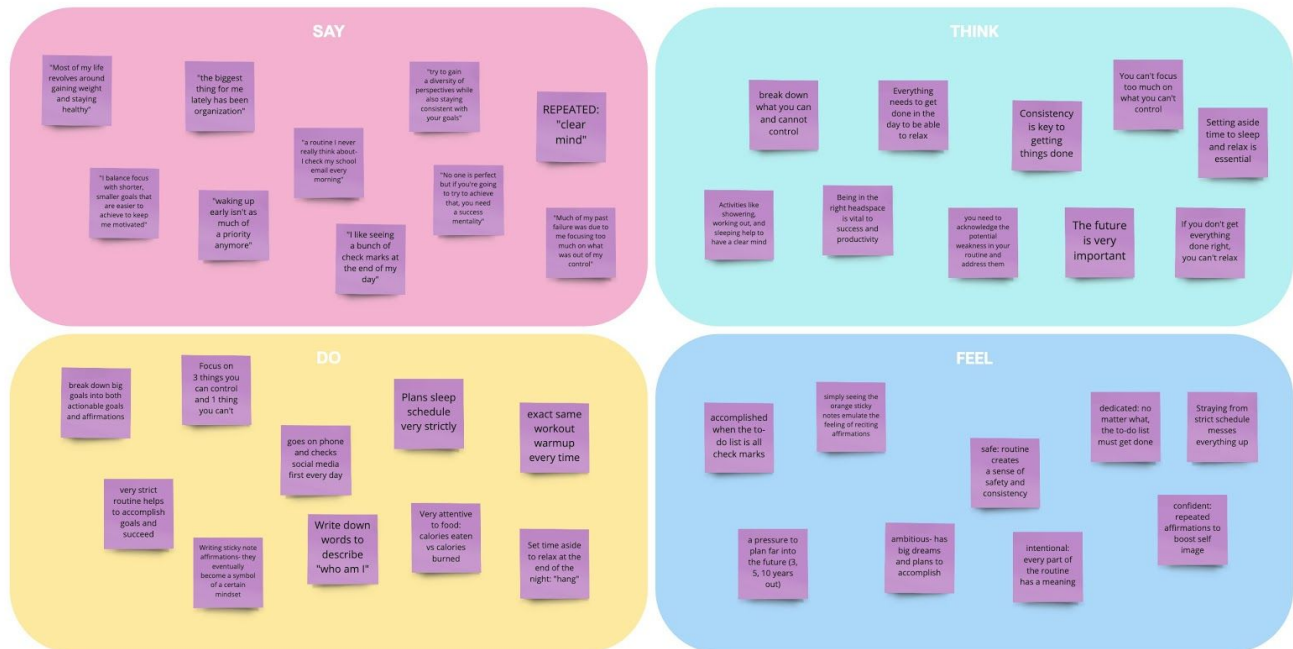 SAY
"Most of my life
revolves around
gaining weight
and staying
healthy"
"the biggest
thing for me
lately has been
organization"
"try to gain
a diversity of
perspectives while
also staying
consistent with
your goals"
REPEATED:
"clear
mind"
"a routine I never
really think about-
I check my school
email every
morning"
"I balance focus
with shorter,
smaller goals that
are easier to
achieve to keep
me motivated"
"waking up
early isn't as
much of
a priority
anymore"
"No one is perfect
but if you're going
to try to achieve
that, you need
a success
mentality"
"I like seeing
a bunch of
check marks at
the end of my
day"
"Much of my past
failure was due to
me focusing too
much on what
was out of my
control"
THINK
break down
what you can
and cannot
control
Everything
needs to get
done in the
day to be able
to relax
Consistency
is key to
getting
things done
You can't focus
too much on
what you can't
control
Setting aside
time to sleep
and relax is
essential
Activities like
showering,
working out, and
sleeping help to
have a clear mind
Being in the
right headspace
is vital to
success and
productivity
you need to
acknowledge the
potential
weakness in your
routine and
address them
The future
is very
important
If you don't get
everything
done right,
you can't relax
DO
break down big
goals into both
actionable goals
and affirmations
Focus on
3 things you
can control
and 1 thing
you can't
Plans sleep
schedule
very strictly
exact same
workout
warmup
every time
goes on phone
and checks
social media
first every day
very strict
routine helps
to accomplish
goals and
succeed
Writing sticky note
affirmations- they
eventually
become a symbol
of a certain
mindset
Write down
words to
describe
"who am I"
Very attentive
to food:
calories eaten
vs calories
burned
Set time aside
to relax at the
end of the
night: "hang"
FEEL
accomplished
when the to-
do list is all
check marks
simply seeing the
orange sticky
notes emulate the
feeling of reciting
affirmations
safe: routine
creates
a sense of
safety and
consistency
dedicated: no
matter what,
the to-do list
must get done
Straying from
strict schedule
messes
everything up
a pressure to
plan far into
the future (3,
5, 10 years
out)
ambitious- has
big dreams
and plans to
accomplish
intentional:
every part of
the routine
has a meaning
confident:
repeated
affirmations to
boost self
image